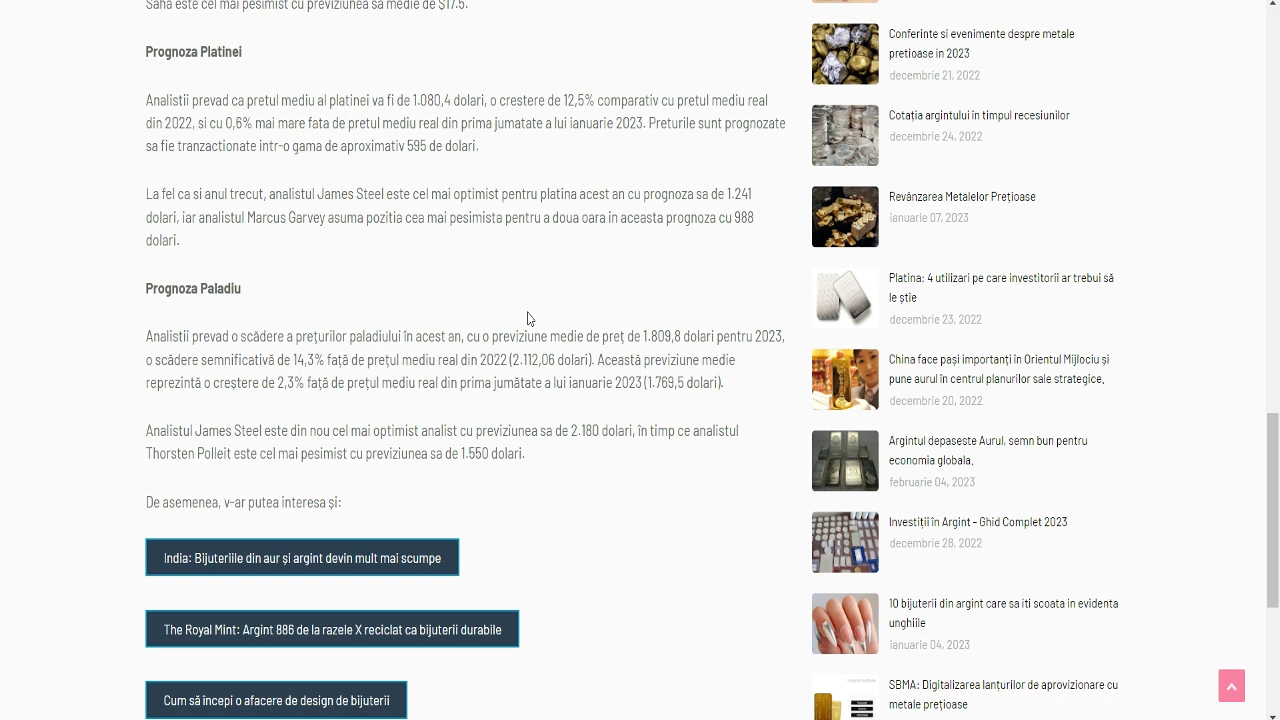 Sana este cel mai pesimist cu previziunea sa medie de $17.5.
Prognoza Platinei
Analistii prevad ca pretul mediu al platinei va fi de 1.080,4 dolari, o crestere de 12,5% comparativ cu pretul mediu real
din 2022, si cu 0,6% mai mare fata de pretul mediu real din prima jumatate a lui ianuarie 2023. Preturile sunt prognozate
sa fie tranzactionate intr-o gama de aproximativ 595 de dolari.
La fel ca si anul trecut, analistul James Steel este cel mai optimist pentru platina acest an cu prognoza sa de 1.241
dolari, iar analistul Marcus Garvey asuma pozitia cea mai pesimista pentru a doua oara in aceasta prognoza cu 988
dolari.
Prognoza Paladiu
Analistii prevad o scădere a prețurilor paladiului în acest an, cu o previziune medie de preț de 1.809,8 dolari pentru 2023,
o scădere semnificativă de 14,3% față de prețul mediu real din 2022 (2.112,08 dolari). Această previziune medie
reprezintă o creștere de 2,3% față de prețul mediu real din prima jumătate a lui ianuarie 2023 (1.769,5 dolari).
Analistul James Steel este din nou cel mai optimist analist cu previziunea sa de 2.180 dolari, în timp ce analistul
Thorsten Polleit este cel mai pesimist cu previziunea sa de 1.550 dolari.
De asemenea, v-ar putea interesa și:
India: Bijuteriile din aur și argint devin mult mai scumpe
The Royal Mint: Argint 886 de la razele X reciclat ca bijuterii durabile
Cum să începeți o afacere de acasă cu bijuterii
Conferinte si evenimente despre metale
pretioase in 2023
decembrie 21, 2022
Cotația argintului în timpul recesiunilor
decembrie 24, 2022
Revânzarea Metalelor Prețioase
ianuarie 07, 2023
Platina: 4 utilizari pe care investitorii ar trebui să
le știe
decembrie 23, 2022
China face pași importanți în Orientul Mijlociu și
pune aurul în centrul planurilor sale strategice.
decembrie 20, 2022
Argintul depaseste Aurul, semn bun pentru
economia globala.
februarie 04, 2023
Investitii in Argint – Ghid Complet 2023
decembrie 28, 2022
10 bijuterii din argint care sa iti scoata in evidenta
unghiile
ianuarie 04, 2023
SBMA: Dezvoltarea lanturilor de aprovizionare cu